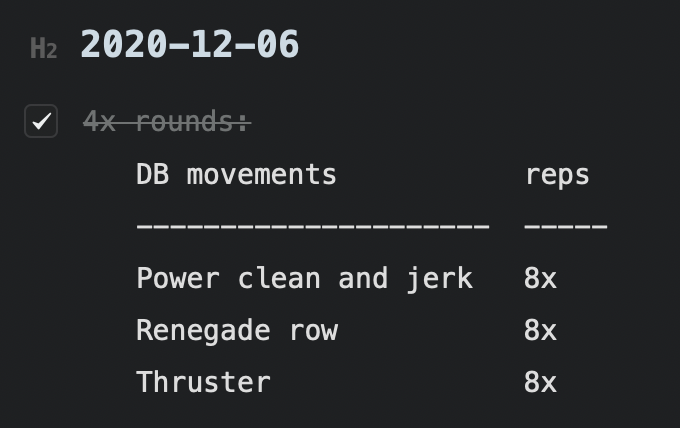 H2 2020-12-06
4x rounds:
DB movements reps
--------------------- -----
Power clean and jerk 8x
Renegade row 8x
Thruster 8x